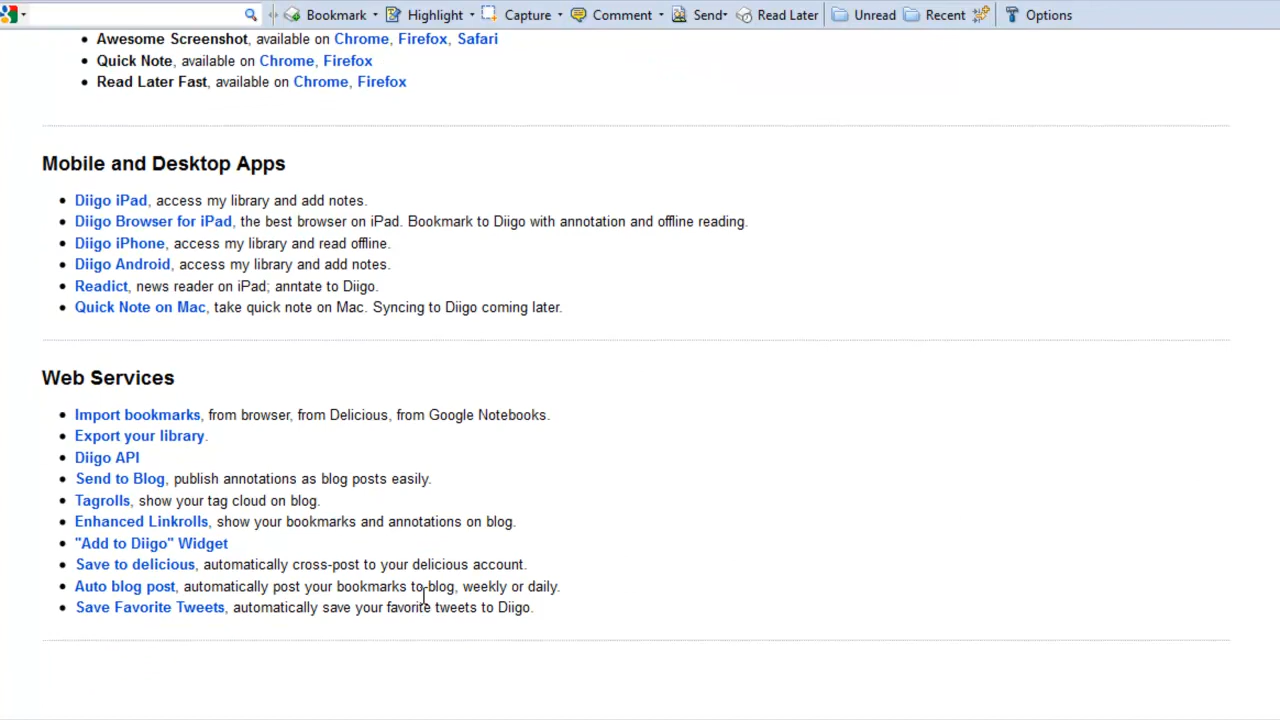 Bookmark Highlight Capture Comment Send Read Later Unread Recent Options
Awesome Screenshot, available on Chrome, Firefox, Safari
Quick Note, available on Chrome, Firefox
Read Later Fast, available on Chrome, Firefox
Mobile and Desktop Apps
Diigo iPad, access my library and add notes.
Diigo Browser for iPad, the best browser on iPad. Bookmark to Diigo with annotation and offline reading.
Diigo iPhone, access my library and read offline.
Diigo Android, access my library and add notes.
Readict, news reader on iPad; anntate to Diigo.
Quick Note on Mac, take quick note on Mac. Syncing to Diigo coming later.
Web Services
Import bookmarks, from browser, from Delicious, from Google Notebooks.
Export your library.
Diigo API
Send to Blog, publish annotations as blog posts easily.
Tagrolls, show your tag cloud on blog.
Enhanced Linkrolls, show your bookmarks and annotations on blog.
"Add to Diigo" Widget
Save to delicious, automatically cross-post to your delicious account.
Auto blog post, automatically post your bookmarks to blog, weekly or daily.
Save Favorite Tweets, automatically save your favorite tweets to Diigo.